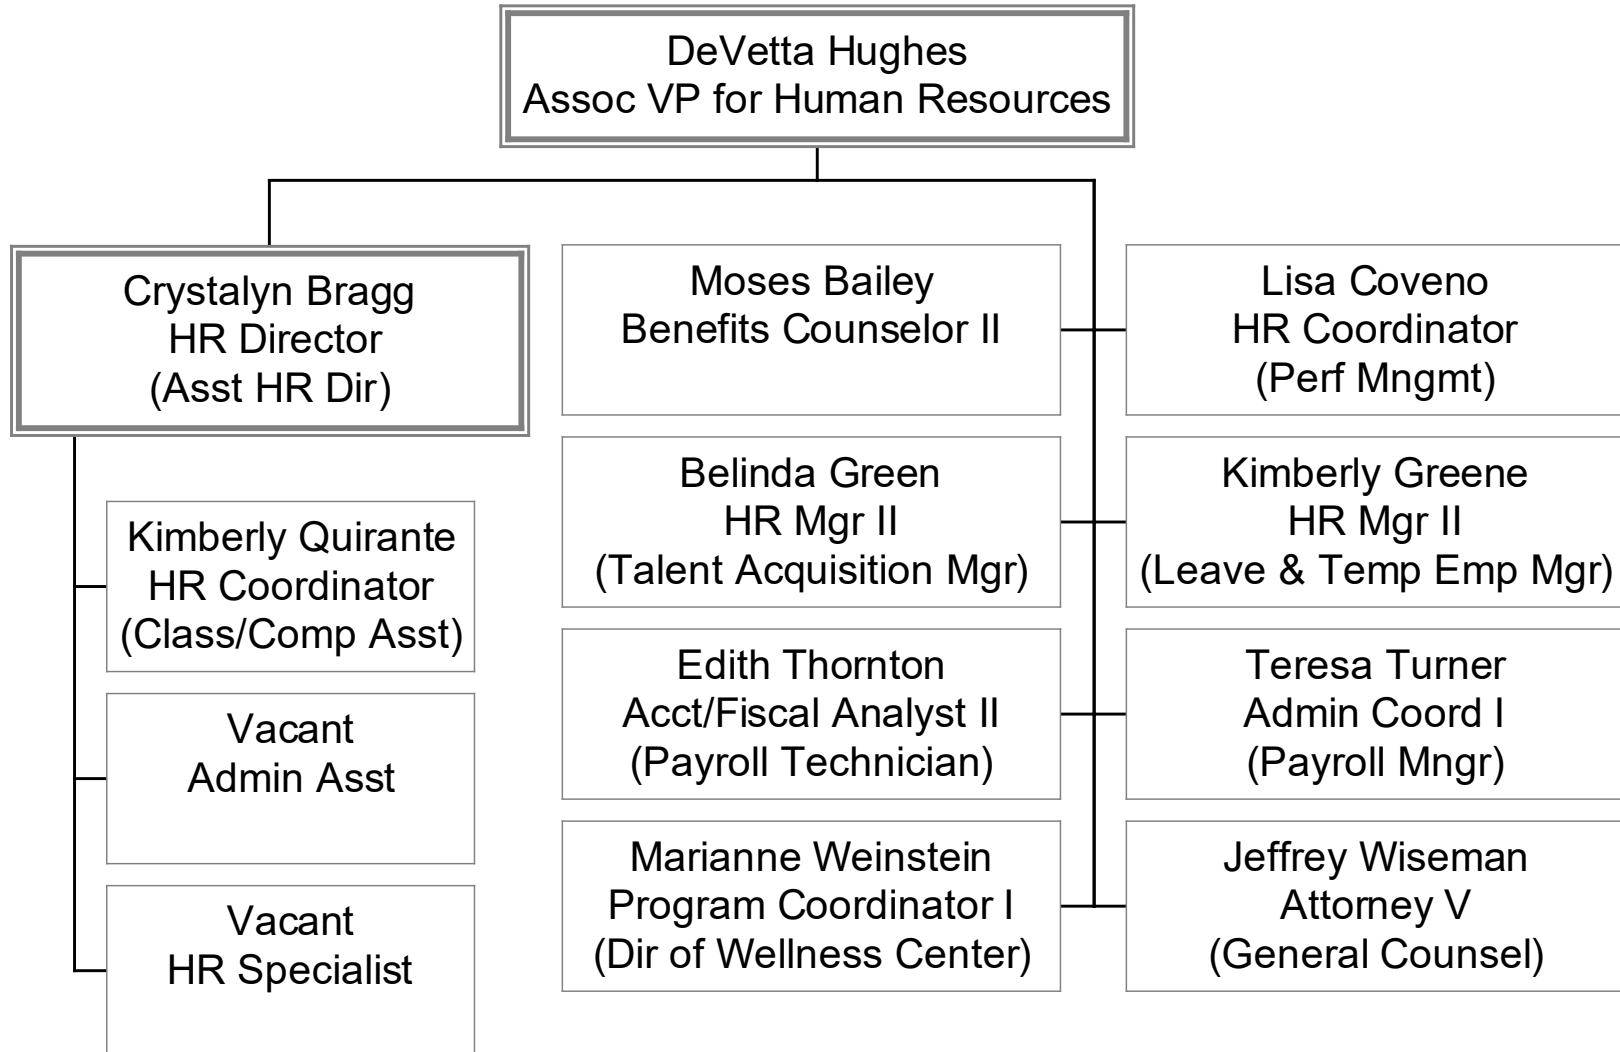 DeVetta Hughes
Assoc VP for Human Resources
Crystalyn Bragg
HR Director
(Asst HR Dir)
Kimberly Quirante
HR Coordinator
(Class/Comp Asst)
Vacant
Admin Asst
Vacant
HR Specialist
Moses Bailey
Benefits Counselor II
Lisa Coveno
HR Coordinator
(Perf Mngmt)
Belinda Green
HR Mgr II
(Talent Acquisition Mgr)
Kimberly Greene
HR Mgr II
(Leave & Temp Emp Mgr)
Edith Thornton
Acct/Fiscal Analyst II
(Payroll Technician)
Teresa Turner
Admin Coord I
(Payroll Mngr)
Marianne Weinstein
Program Coordinator I
(Dir of Wellness Center)
Jeffrey Wiseman
Attorney V
(General Counsel)